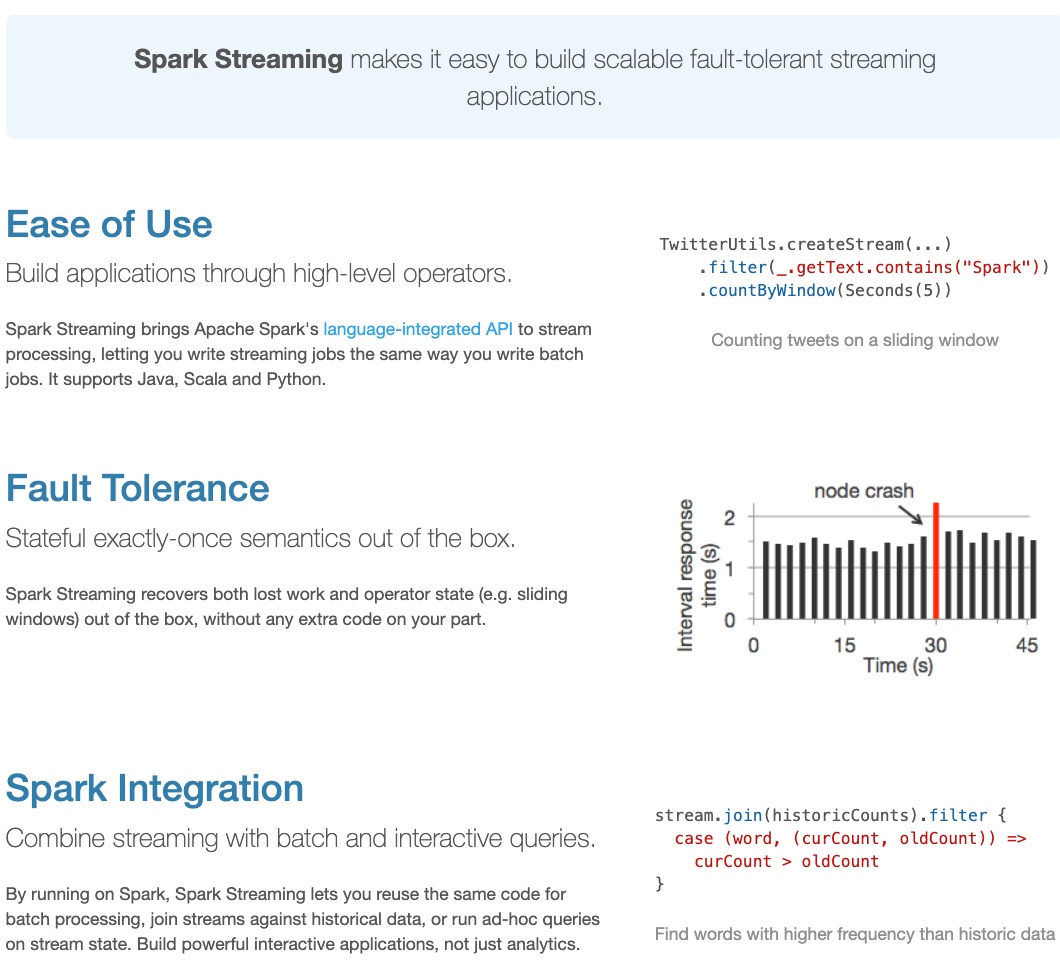 Spark Streaming makes it easy to build scalable fault-tolerant streaming
applications.
Ease of Use
Build applications through high-level operators.
Spark Streaming brings Apache Spark's language-integrated API to stream
processing, letting you write streaming jobs the same way you write batch
jobs. It supports Java, Scala and Python.
TwitterUtils.createStream(...)
.filter(_.getText.contains("Spark"))
.countByWindow(Seconds(5))
Counting tweets on a sliding window
Fault Tolerance
Stateful exactly-once semantics out of the box.
Spark Streaming recovers both lost work and operator state (e.g. sliding
windows) out of the box, without any extra code on your part.
node crash
Interval response
time (s)
2
1
0
0 15 30 45
Time (s)
Spark Integration
Combine streaming with batch and interactive queries.
By running on Spark, Spark Streaming lets you reuse the same code for
batch processing, join streams against historical data, or run ad-hoc queries
on stream state. Build powerful interactive applications, not just analytics.
stream.join(historicCounts).filter {
case (word, (curCount, oldCount)) =>
curCount > oldCount
}
Find words with higher frequency than historic data